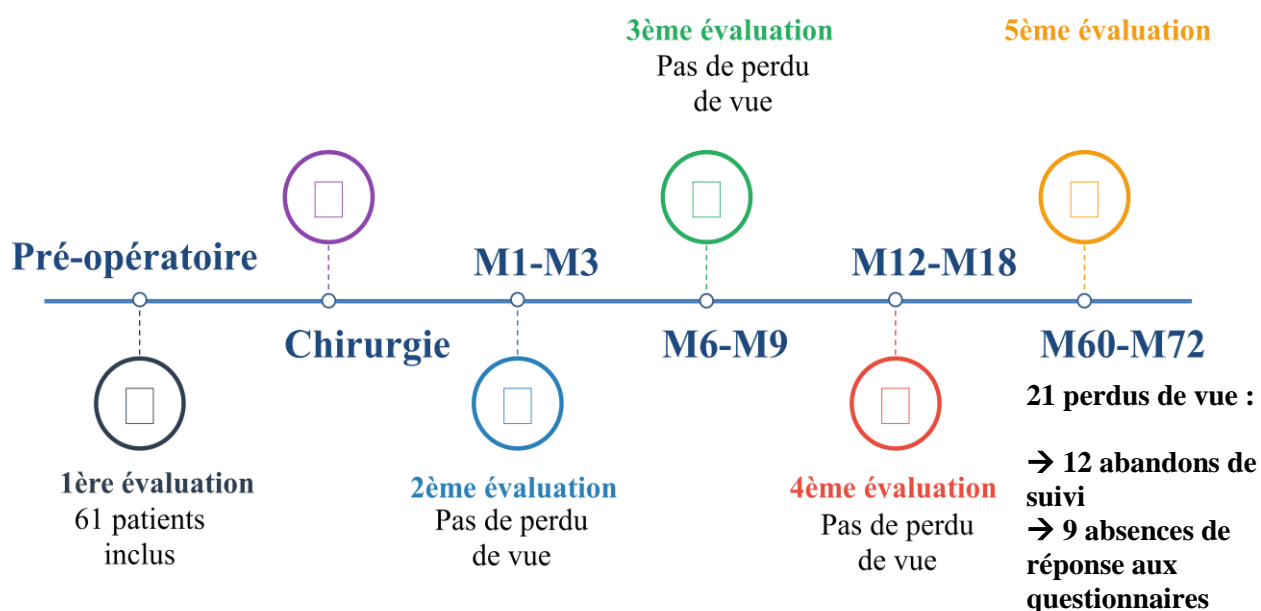 3ème évaluation
Pas de perdu
de vue
5ème évaluation
Pré-opératoire
M1-M3
M12-M18
Chirurgie
M6-M9
M60-M72
1ère évaluation
61 patients
inclus
2ème évaluation
Pas de perdu
de vue
4ème évaluation
Pas de perdu
de vue
21 perdus de vue :
→ 12 abandons de
suivi
→ 9 absences de
réponse aux
questionnaires